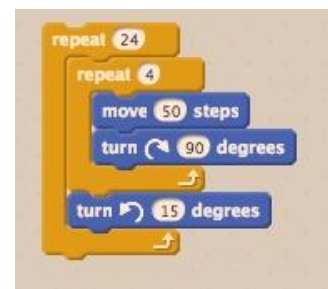 repeat 24
repeat 4
move 50 steps
turn 90 degrees
turn 15 degrees